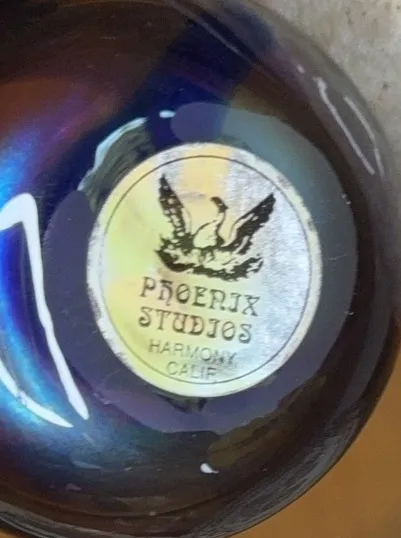 PHOENIX
STUDIOS
HARMONY,
CALIF.